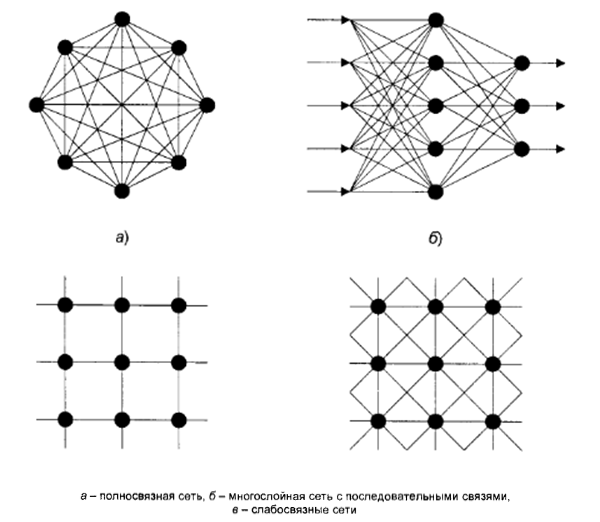 а)
б)
а – полносвязная сеть, б – многослойная сеть с последовательными связями,
в – слабосвязные сети